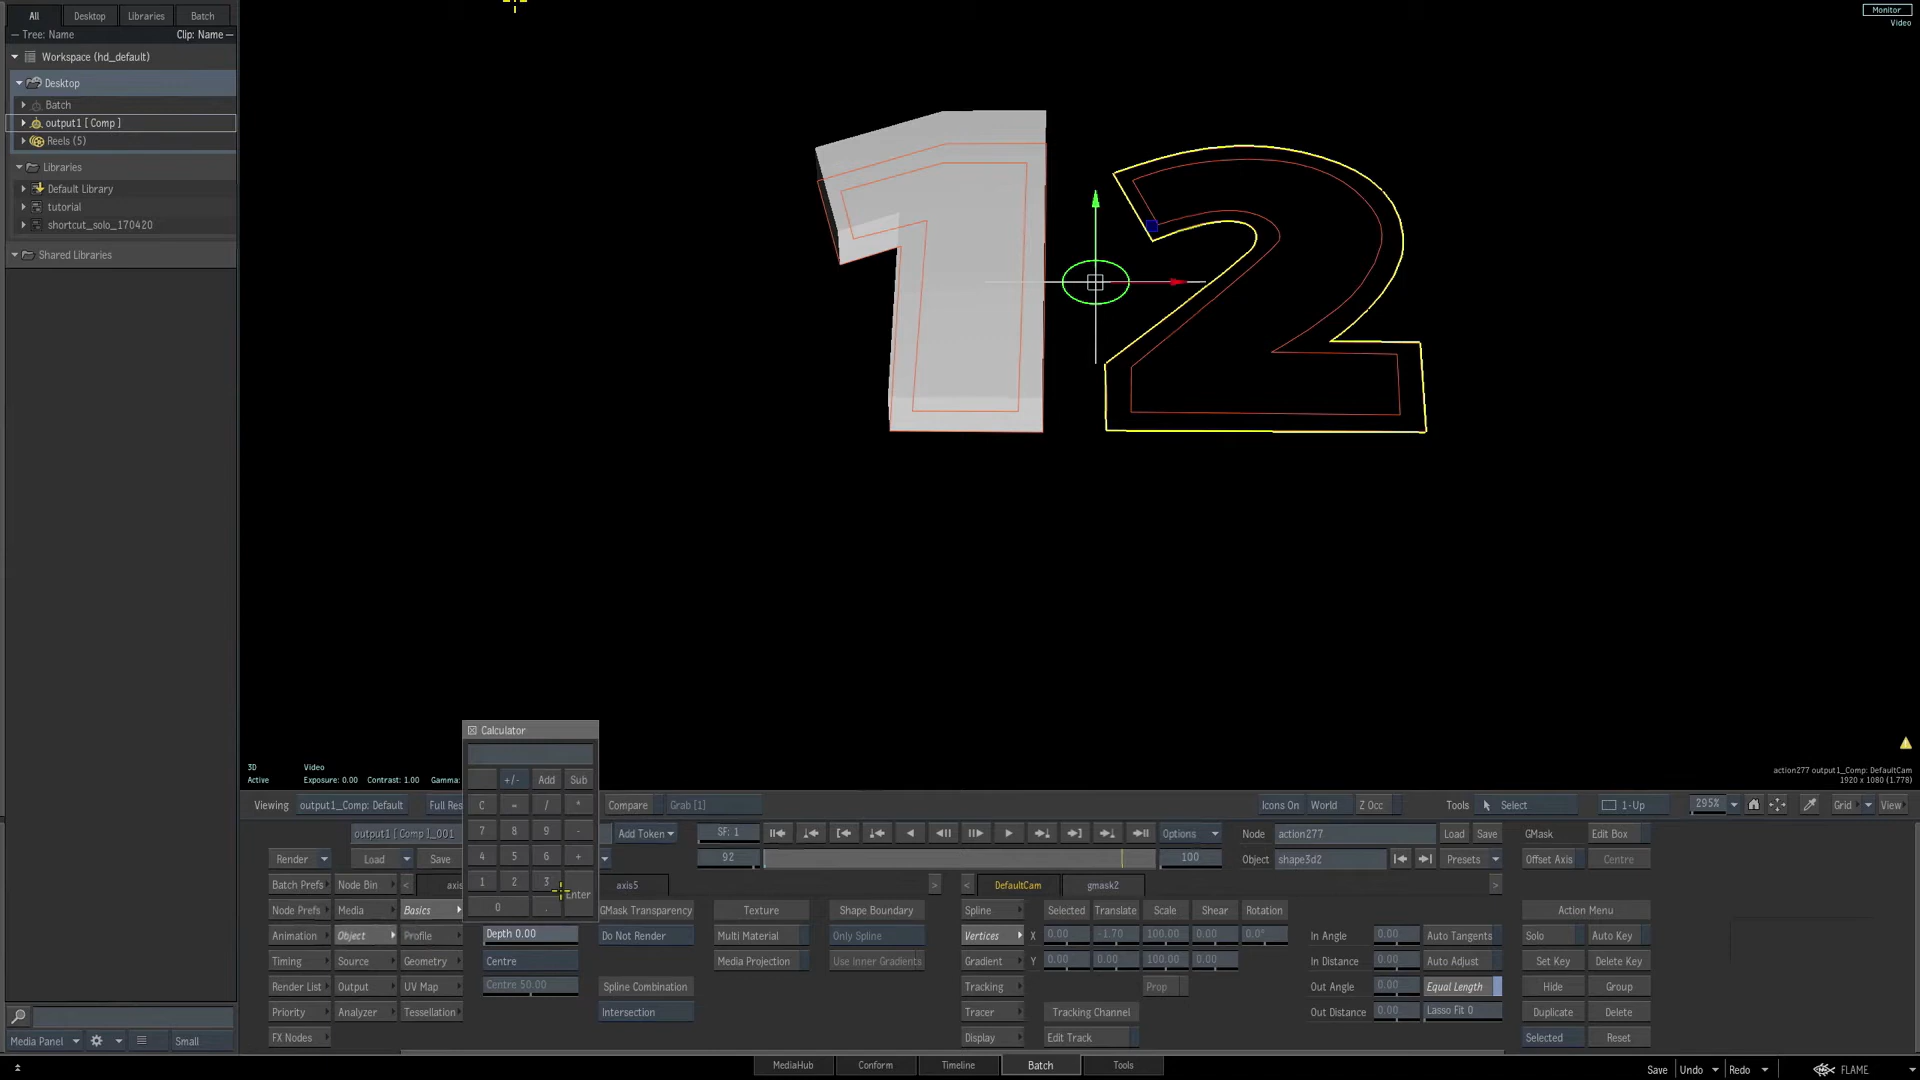 All Desktop Libraries Batch
Tree: Name Clip: Name
Workspace (hd_default)
Desktop
Batch
output1 [ Comp ]
Reels (5)
Libraries
Default Library
tutorial
shortcut_solo_170420
Shared Libraries
Monitor
Video
12
3D Video
Active Exposure: 0.00 Contrast: 1.00 Gamma:
action277 output1_Comp: DefaultCam
1920 x 1080 (1.778)
Calculator
+/- Add Sub
C = / *
7 8 9 -
4 5 6 +
1 2 3 Enter
0 .
Viewing output1_Comp: Default Full Res Compare Grab [1] Icons On World Z Occ Tools Select 1-Up 295% Grid View
output1 [ Comp ]_001 Add Token SF: 1 Options Node action277 Load Save GMask Edit Box
Render Load Save 92 100 Object shape3d2 Presets Offset Axis Centre
Batch Prefs Node Bin < axis axis5 > < DefaultCam gmask2 >
Node Prefs Media Basics GMask Transparency Texture Shape Boundary Spline Selected Translate Scale Shear Rotation Action Menu
Animation Object Profile Depth 0.00 Do Not Render Multi Material Only Spline Vertices X 0.00 -1.70 100.00 0.00 0.0° In Angle 0.00 Auto Tangents Solo Auto Key
Timing Source Geometry Centre Media Projection Use Inner Gradients Gradient Y 0.00 0.00 100.00 0.00 In Distance 0.00 Auto Adjust Set Key Delete Key
Render List Output UV Map Centre 50.00 Spline Combination Tracking Prop Out Angle 0.00 Equal Length Hide Group
Priority Analyzer Tessellation Intersection Tracer Tracking Channel Out Distance 0.00 Lasso Fit 0 Duplicate Delete
FX Nodes Display Edit Track Selected Reset
Media Panel Small
MediaHub Conform Timeline Batch Tools Save Undo Redo FLAME